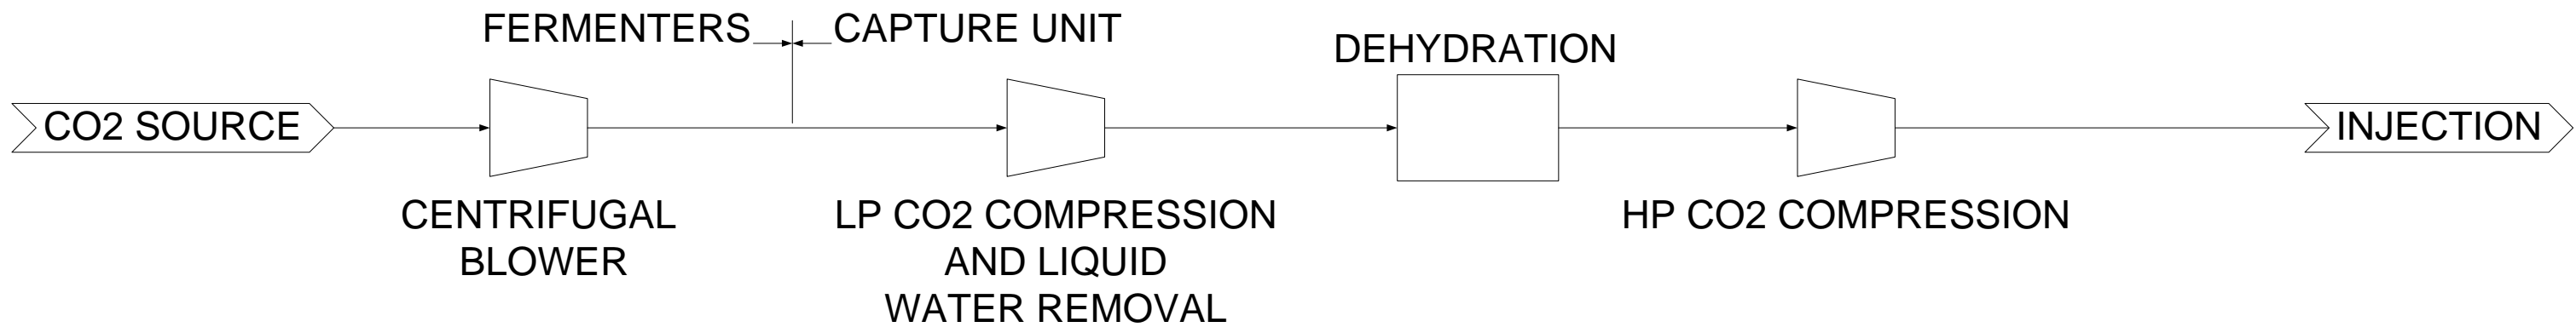 FERMENTERS
CAPTURE UNIT
DEHYDRATION
CO2 SOURCE
INJECTION
CENTRIFUGAL
BLOWER
LP CO2 COMPRESSION
AND LIQUID
WATER REMOVAL
HP CO2 COMPRESSION